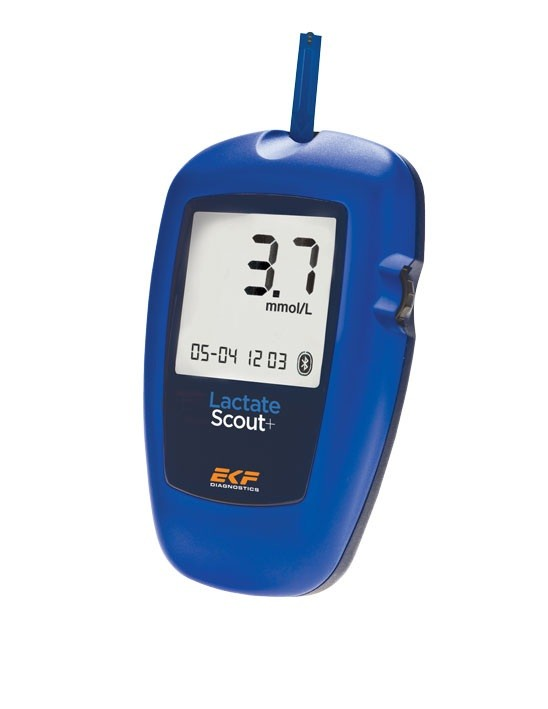 3.7
mmol/L
05-04 12 03
Lactate
Scout+
EKF
DIAGNOSTICS